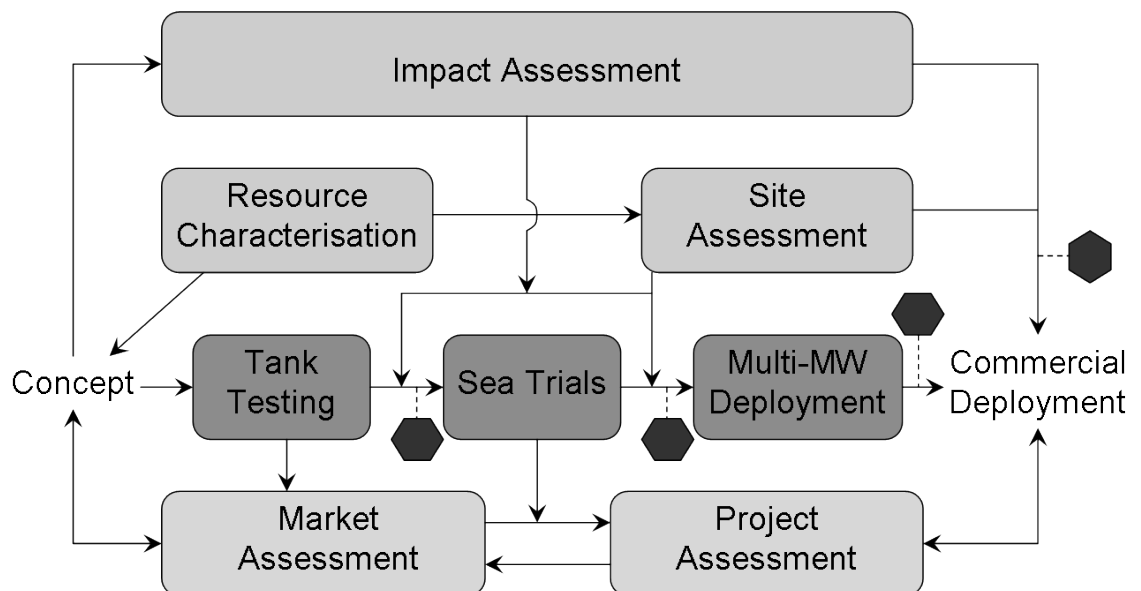 Impact Assessment
Resource
Characterisation
Site
Assessment
Concept
Tank
Testing
Sea Trials
Multi-MW
Deployment
Commercial
Deployment
Market
Assessment
Project
Assessment